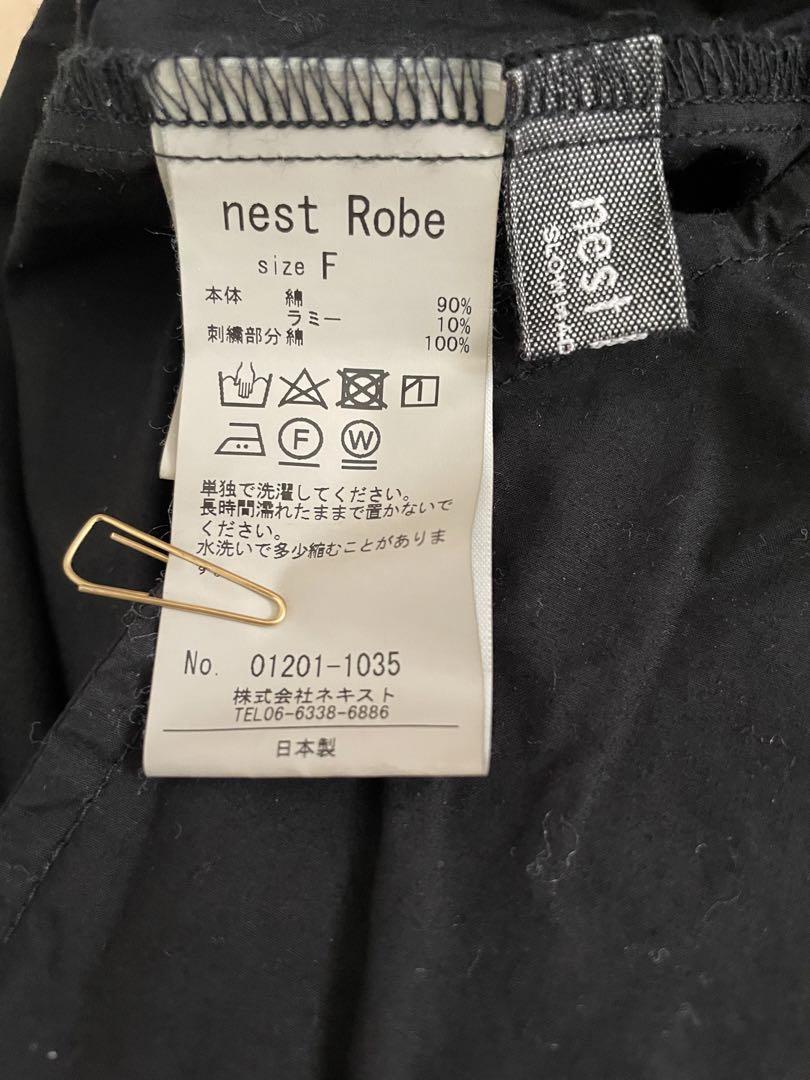 nest Robe
size F
本体 綿 90%
ラミー 10%
刺繍部分綿 100%
1
F W
単独で洗濯してください。
長時間濡れたままで置かないで
ください。
水洗いで多少縮むことがありま
す。
No. 01201-1035
株式会社ネキスト
TEL06-6338-6886
日本製
nest
SLOW